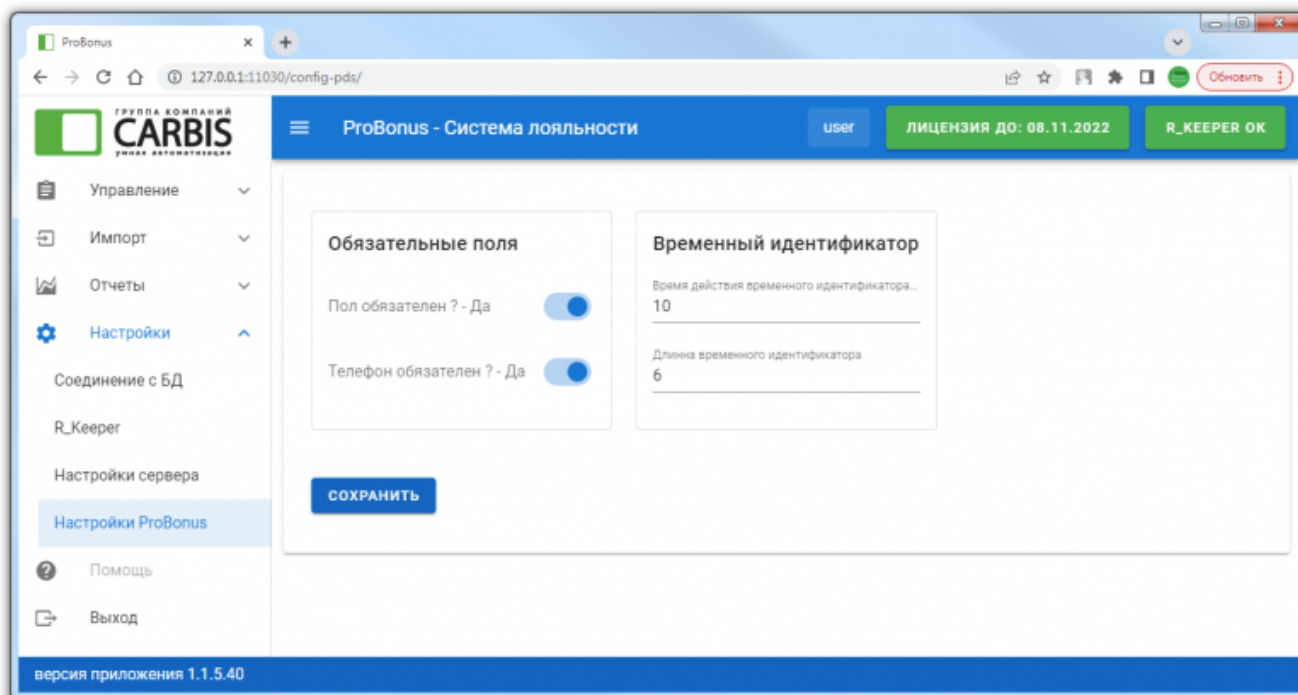 ProBonus
127.0.0.1:11030/config-pds/
Обновить
ГРУППА КОМПАНИЙ
CARBIS
умная автоматизация
ProBonus - Система лояльности
user
ЛИЦЕНЗИЯ ДО: 08.11.2022
R_KEEPER OK
Управление
Импорт
Отчеты
Настройки
Соединение с БД
R_Keeper
Настройки сервера
Настройки ProBonus
Помощь
Выход
Обязательные поля
Пол обязателен ? - Да
Телефон обязателен ? - Да
Временный идентификатор
Время действия временного идентификатора...
10
Длинна временного идентификатора
6
СОХРАНИТЬ
версия приложения 1.1.5.40